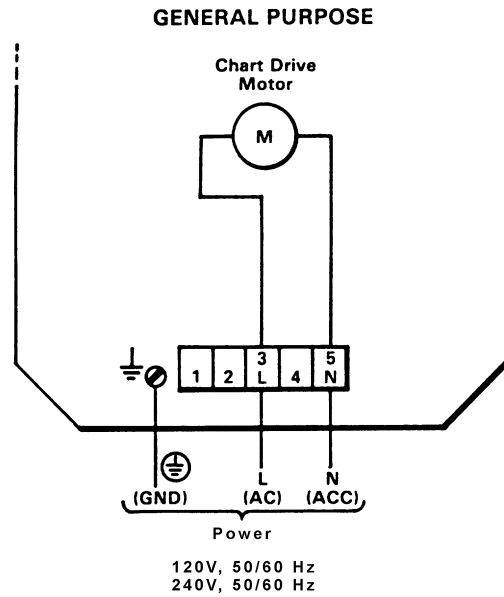 GENERAL PURPOSE
Chart Drive
Motor
M
3 5
1 2 L 4 N
L N
(GND) (AC) (ACC)
Power
120V, 50/60 Hz
240V, 50/60 Hz